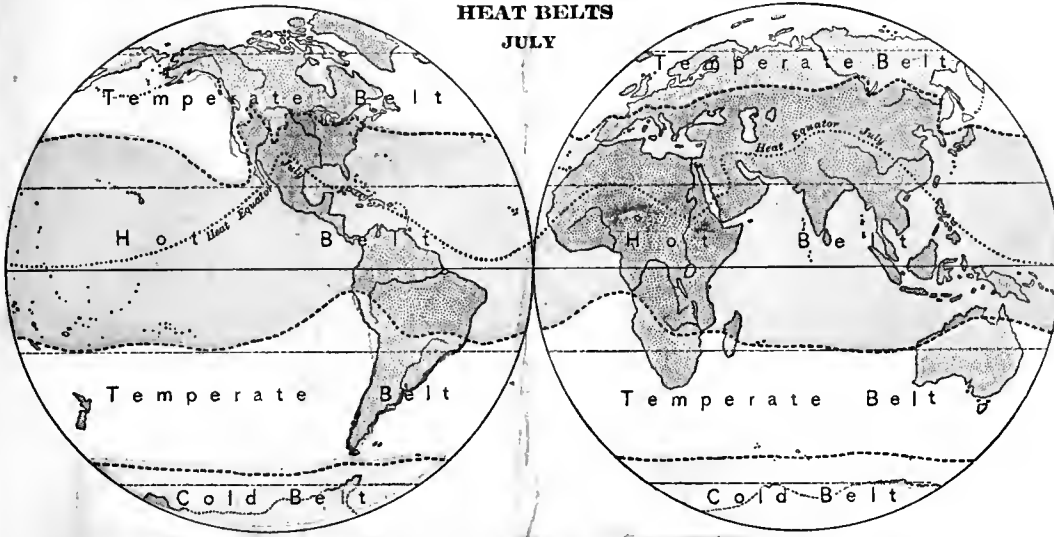 HEAT BELTS
JULY
Temperate Belt
Heat Equator July
Hot Belt
Temperate Belt
Cold Belt
Temperate Belt
Heat Equator July
Hot Belt
Temperate Belt
Cold Belt